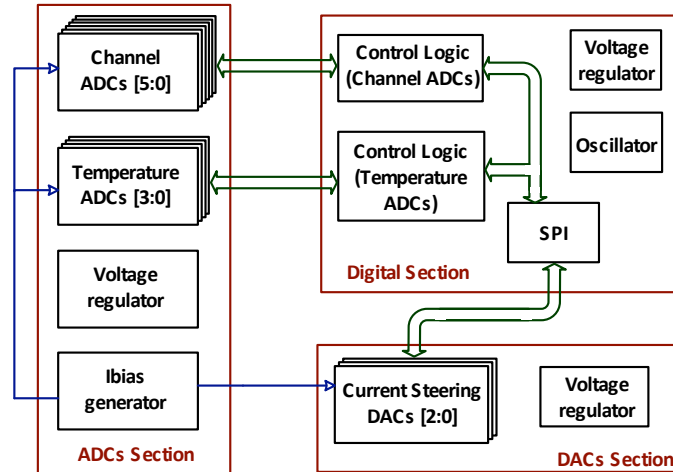 Channel
ADCs [5:0]
Temperature
ADCs [3:0]
Voltage
regulator
Ibias
generator
ADCs Section
Control Logic
(Channel ADCs)
Voltage
regulator
Control Logic
(Temperature
ADCs)
Oscillator
SPI
Digital Section
Current Steering
DACs [2:0]
Voltage
regulator
DACs Section